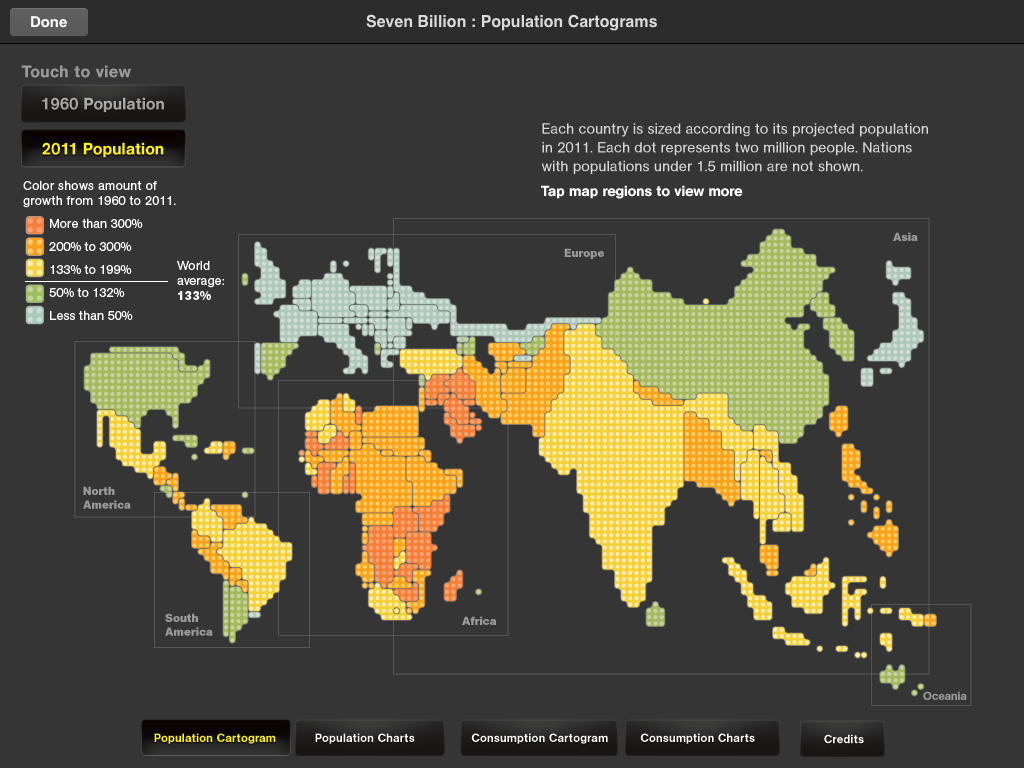 Done
Seven Billion : Population Cartograms
Touch to view
1960 Population
2011 Population
Color shows amount of
growth from 1960 to 2011.
More than 300%
200% to 300%
133% to 199%
50% to 132%
Less than 50%
World
average:
133%
Each country is sized according to its projected population
in 2011. Each dot represents two million people. Nations
with populations under 1.5 million are not shown.
Tap map regions to view more
Asia
Europe
North
America
South
America
Africa
Oceania
Population Cartogram
Population Charts
Consumption Cartogram
Consumption Charts
Credits